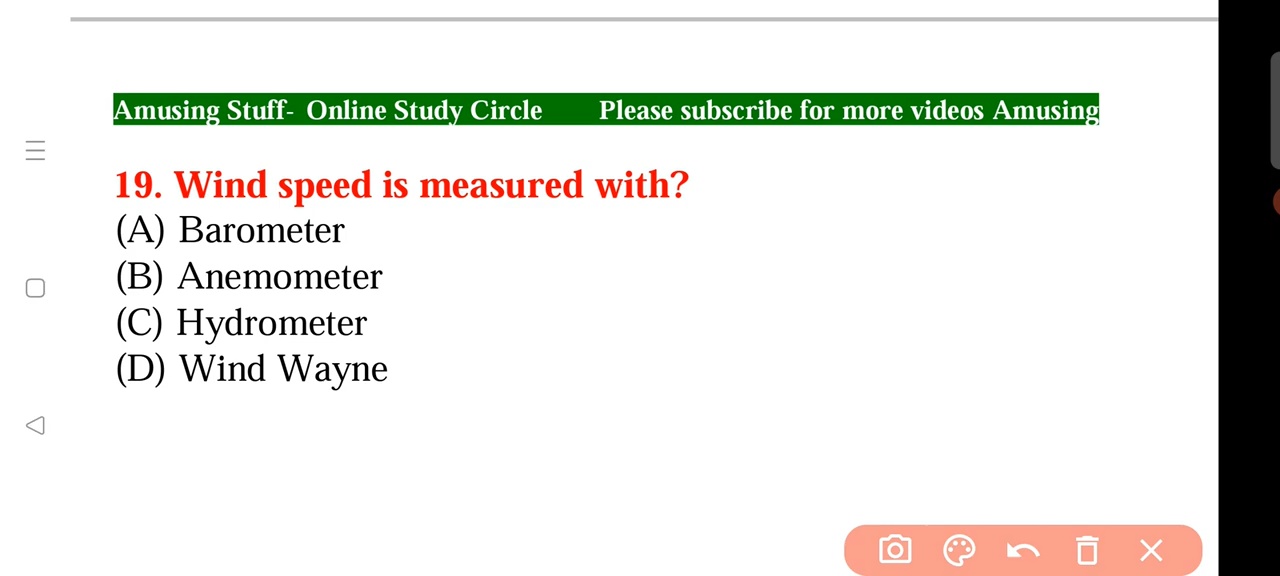 Amusing Stuff- Online Study Circle Please subscribe for more videos Amusing
19. Wind speed is measured with?
(A) Barometer
(B) Anemometer
(C) Hydrometer
(D) Wind Wayne